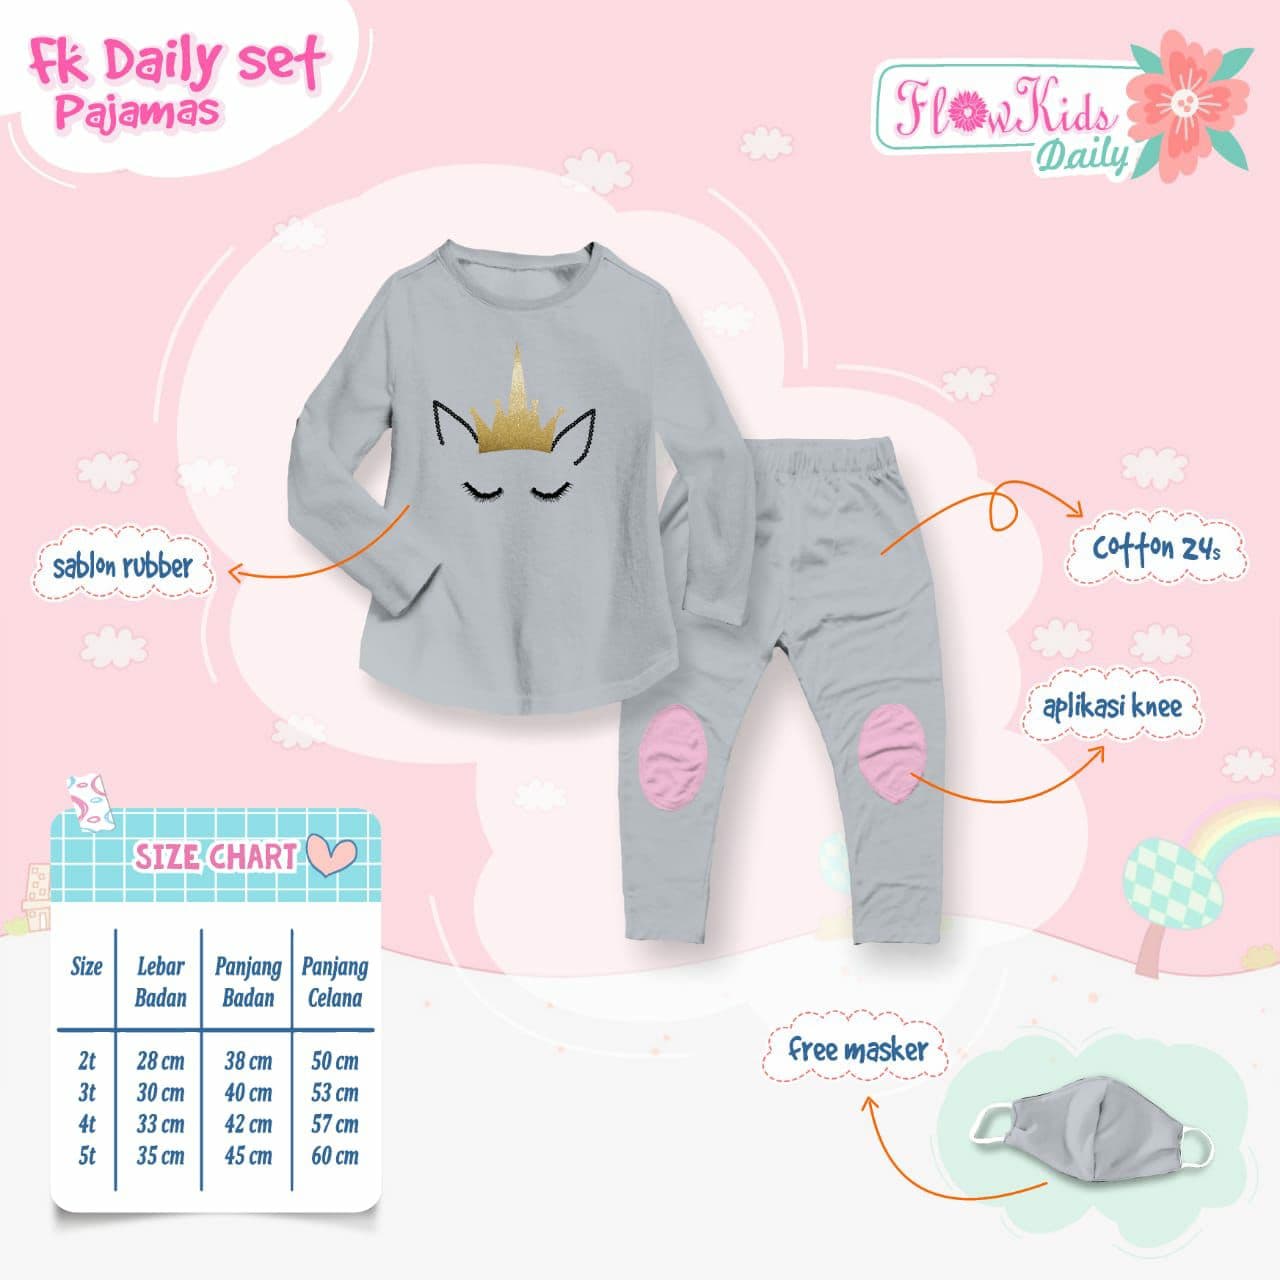 Fk Daily set
Pajamas
FlowKids
Daily
sablon rubber
cotton 24s
aplikasi knee
SIZE CHART
Size Lebar Badan Panjang Badan Panjang Celana
2t 28 cm 38 cm 50 cm
3t 30 cm 40 cm 53 cm
4t 33 cm 42 cm 57 cm
5t 35 cm 45 cm 60 cm
free masker